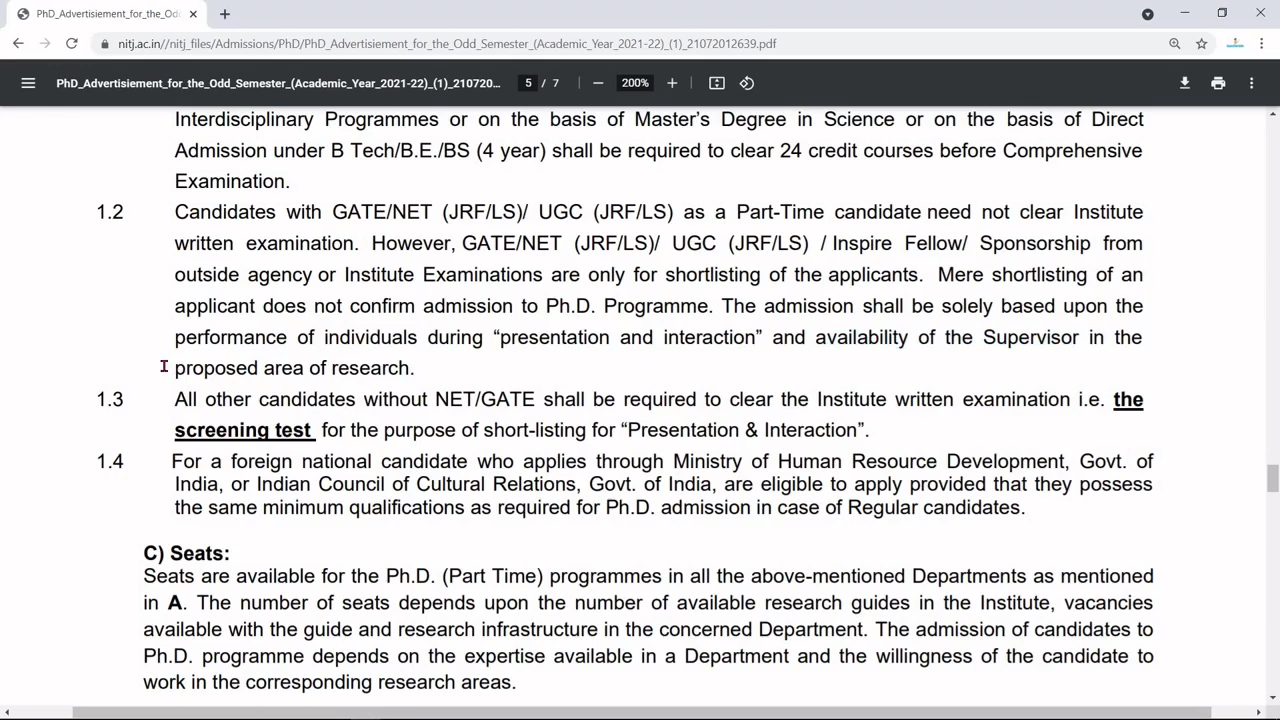 PhD_Advertisiement_for_the_Od
nitj.ac.in//nitj_files/Admissions/PhD/PhD_Advertisiement_for_the_Odd_Semester_(Academic_Year_2021-22)_(1)_21072012639.pdf
PhD_Advertisiement_for_the_Odd_Semester_(Academic_Year_2021-22)_(1)_210720... 5 / 7 200%
Interdisciplinary Programmes or on the basis of Master’s Degree in Science or on the basis of Direct
Admission under B Tech/B.E./BS (4 year) shall be required to clear 24 credit courses before Comprehensive
Examination.
1.2 Candidates with GATE/NET (JRF/LS)/ UGC (JRF/LS) as a Part-Time candidate need not clear Institute
written examination. However, GATE/NET (JRF/LS)/ UGC (JRF/LS) / Inspire Fellow/ Sponsorship from
outside agency or Institute Examinations are only for shortlisting of the applicants. Mere shortlisting of an
applicant does not confirm admission to Ph.D. Programme. The admission shall be solely based upon the
performance of individuals during “presentation and interaction” and availability of the Supervisor in the
proposed area of research.
1.3 All other candidates without NET/GATE shall be required to clear the Institute written examination i.e. the
screening test for the purpose of short-listing for “Presentation & Interaction”.
1.4 For a foreign national candidate who applies through Ministry of Human Resource Development, Govt. of
India, or Indian Council of Cultural Relations, Govt. of India, are eligible to apply provided that they possess
the same minimum qualifications as required for Ph.D. admission in case of Regular candidates.
C) Seats:
Seats are available for the Ph.D. (Part Time) programmes in all the above-mentioned Departments as mentioned
in A. The number of seats depends upon the number of available research guides in the Institute, vacancies
available with the guide and research infrastructure in the concerned Department. The admission of candidates to
Ph.D. programme depends on the expertise available in a Department and the willingness of the candidate to
work in the corresponding research areas.